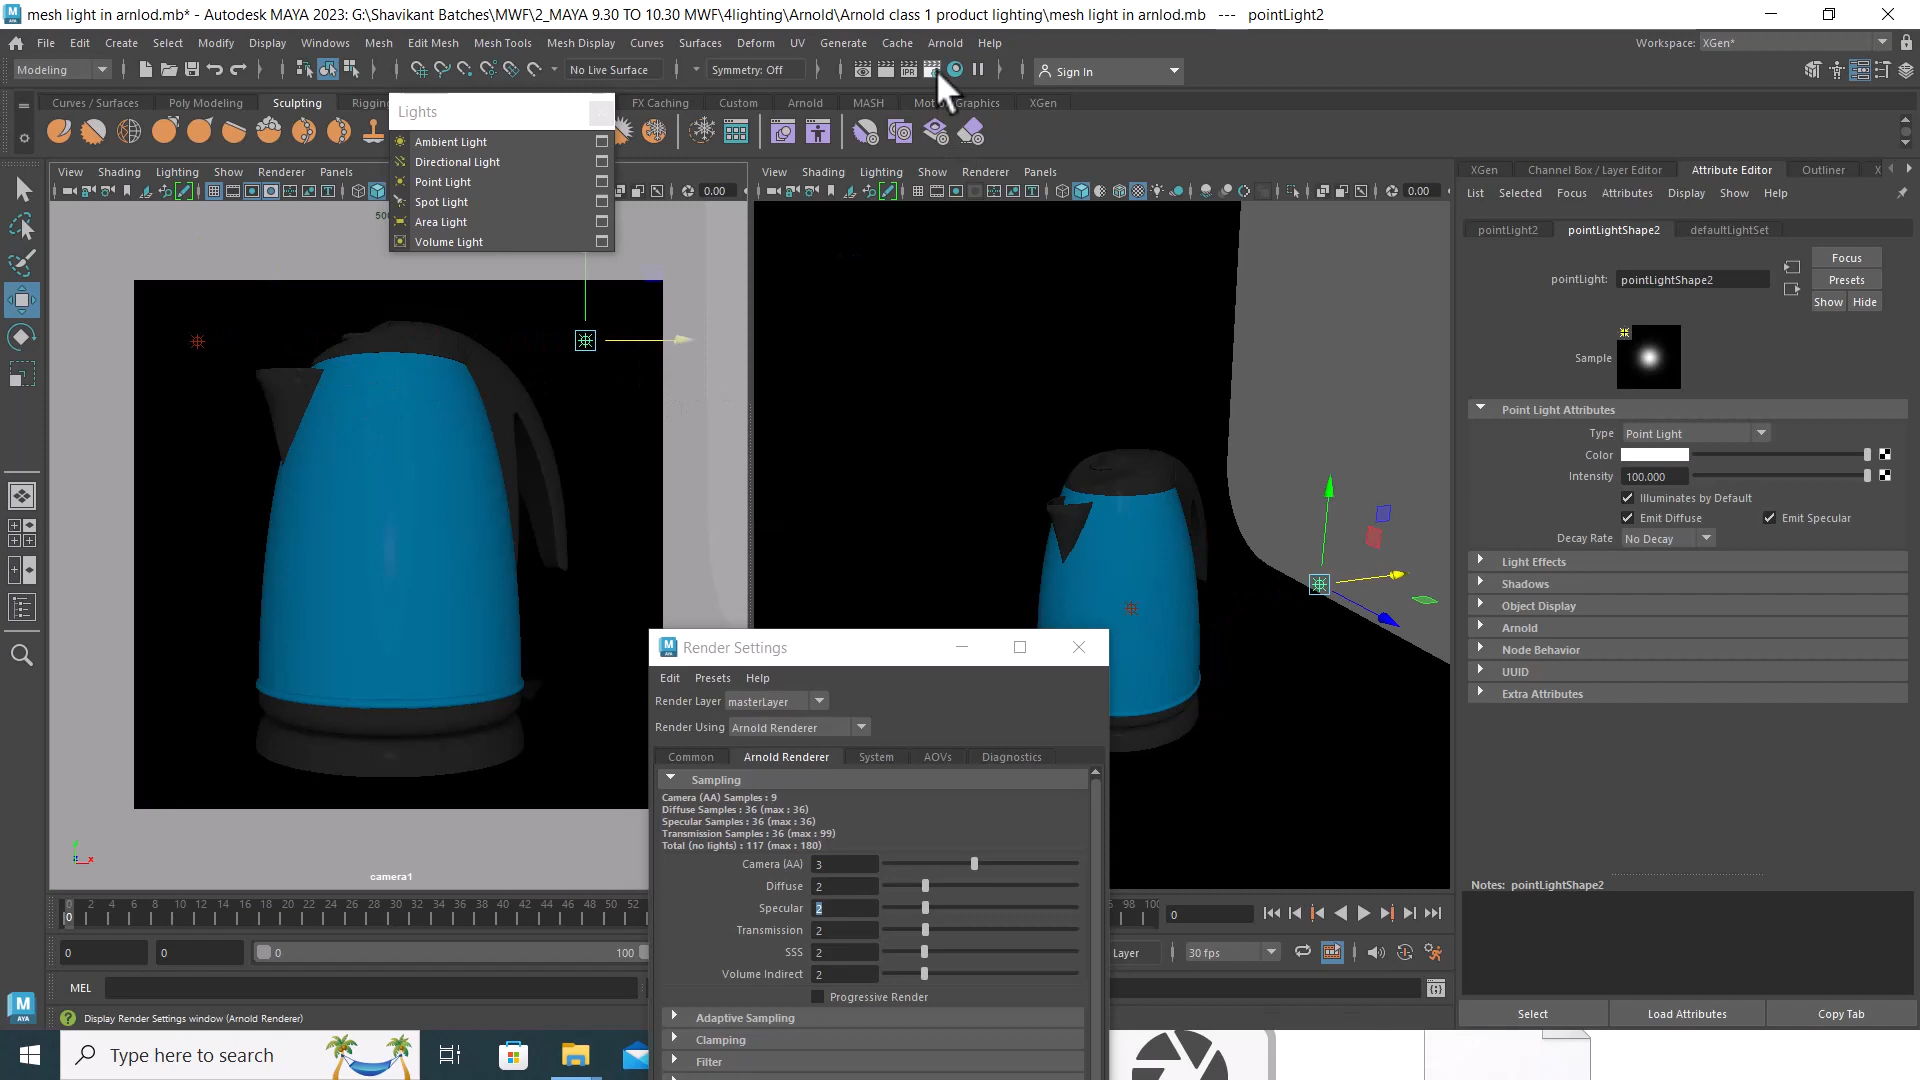 mesh light in arnlod.mb* - Autodesk MAYA 2023: G:\Shavikant Batches\MWF\2_MAYA 9.30 TO 10.30 MWF\4lighting\Arnold\Arnold class 1 product lighting\mesh light in arnlod.mb   ---   pointLight2
File Edit Create Select Modify Display Windows Mesh Edit Mesh Mesh Tools Mesh Display Curves Surfaces Deform UV Generate Cache Arnold Help
Workspace: XGen*
Modeling
No Live Surface
Symmetry: Off
IPR
Sign In
Curves / Surfaces Poly Modeling Sculpting FX Caching Custom Arnold MASH XGen
Lights
Ambient Light
Directional Light
Point Light
Spot Light
Area Light
Volume Light
View Shading Lighting Show Renderer Panels
0.00
View Shading Lighting Show Renderer Panels
0.00
camera1
XGen Channel Box / Layer Editor Attribute Editor Outliner
List Selected Focus Attributes Display Show Help
pointLight2 pointLightShape2 defaultLightSet
Focus
pointLight: pointLightShape2
Presets
Show Hide
Sample
Point Light Attributes
Type Point Light
Color
Intensity 100.000
Illuminates by Default
Emit Diffuse Emit Specular
Decay Rate No Decay
Light Effects
Shadows
Object Display
Arnold
Node Behavior
UUID
Extra Attributes
Notes: pointLightShape2
Select Load Attributes Copy Tab
Render Settings
Edit Presets Help
Render Layer masterLayer
Render Using Arnold Renderer
Common Arnold Renderer System AOVs Diagnostics
Sampling
Camera (AA) Samples : 9
Diffuse Samples : 36 (max : 36)
Specular Samples : 36 (max : 36)
Transmission Samples : 36 (max : 99)
Total (no lights) : 117 (max : 180)
Camera (AA) 3
Diffuse 2
Specular 2
Transmission 2
SSS 2
Volume Indirect 2
Progressive Render
Adaptive Sampling
Clamping
Filter
0 2 4 6 8 10 12 14 16 18 20 22 24 26 28 30 32 34 36 38 40 42 44 46 48 50 52
0
98 100
0
0 0 0 100
Layer
30 fps
MEL
Display Render Settings window (Arnold Renderer)
M
AYA
Type here to search